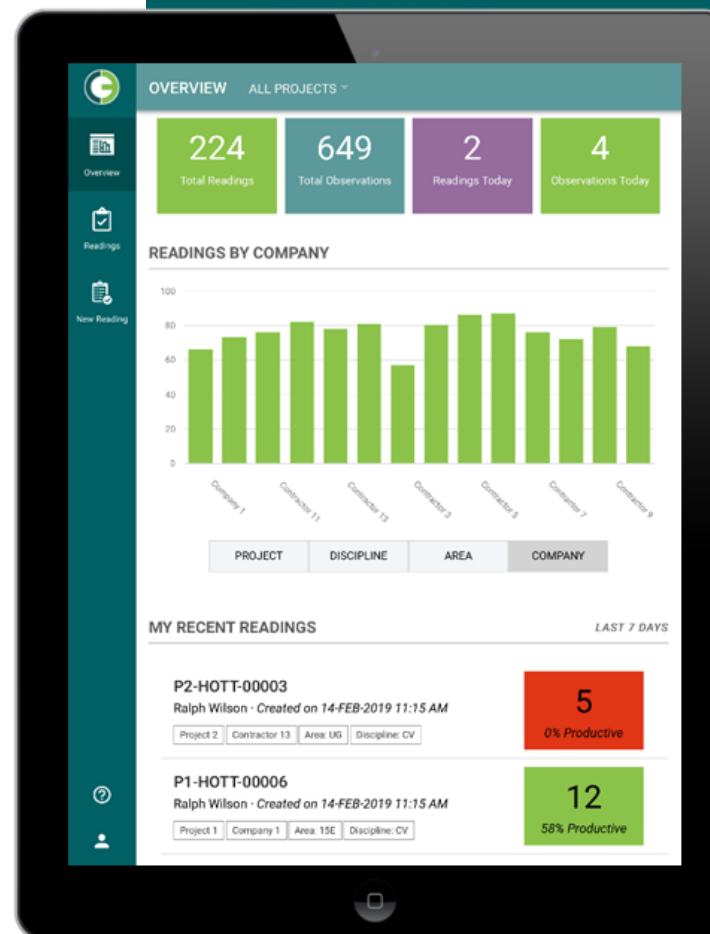 OVERVIEW ALL PROJECTS
Overview
Readings
New Reading
224
Total Readings
649
Total Observations
2
Readings Today
4
Observations Today
READINGS BY COMPANY
100
80
60
40
20
0
Company 1
Contractor 11
Contractor 13
Contractor 3
Contractor 5
Contractor 7
Contractor 9
PROJECT DISCIPLINE AREA COMPANY
MY RECENT READINGS LAST 7 DAYS
P2-HOTT-00003
Ralph Wilson · Created on 14-FEB-2019 11:15 AM
Project 2 Contractor 13 Area: UG Discipline: CV
5
0% Productive
P1-HOTT-00006
Ralph Wilson · Created on 14-FEB-2019 11:15 AM
Project 1 Company 1 Area: 15E Discipline: CV
12
58% Productive